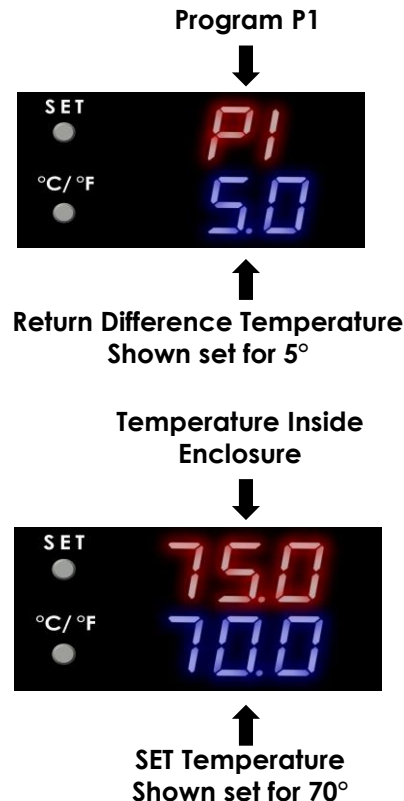 Program P1
SET
P1
°C/ °F
5.0
Return Difference Temperature
Shown set for 5°
Temperature Inside
Enclosure
SET
75.0
°C/ °F
70.0
SET Temperature
Shown set for 70°